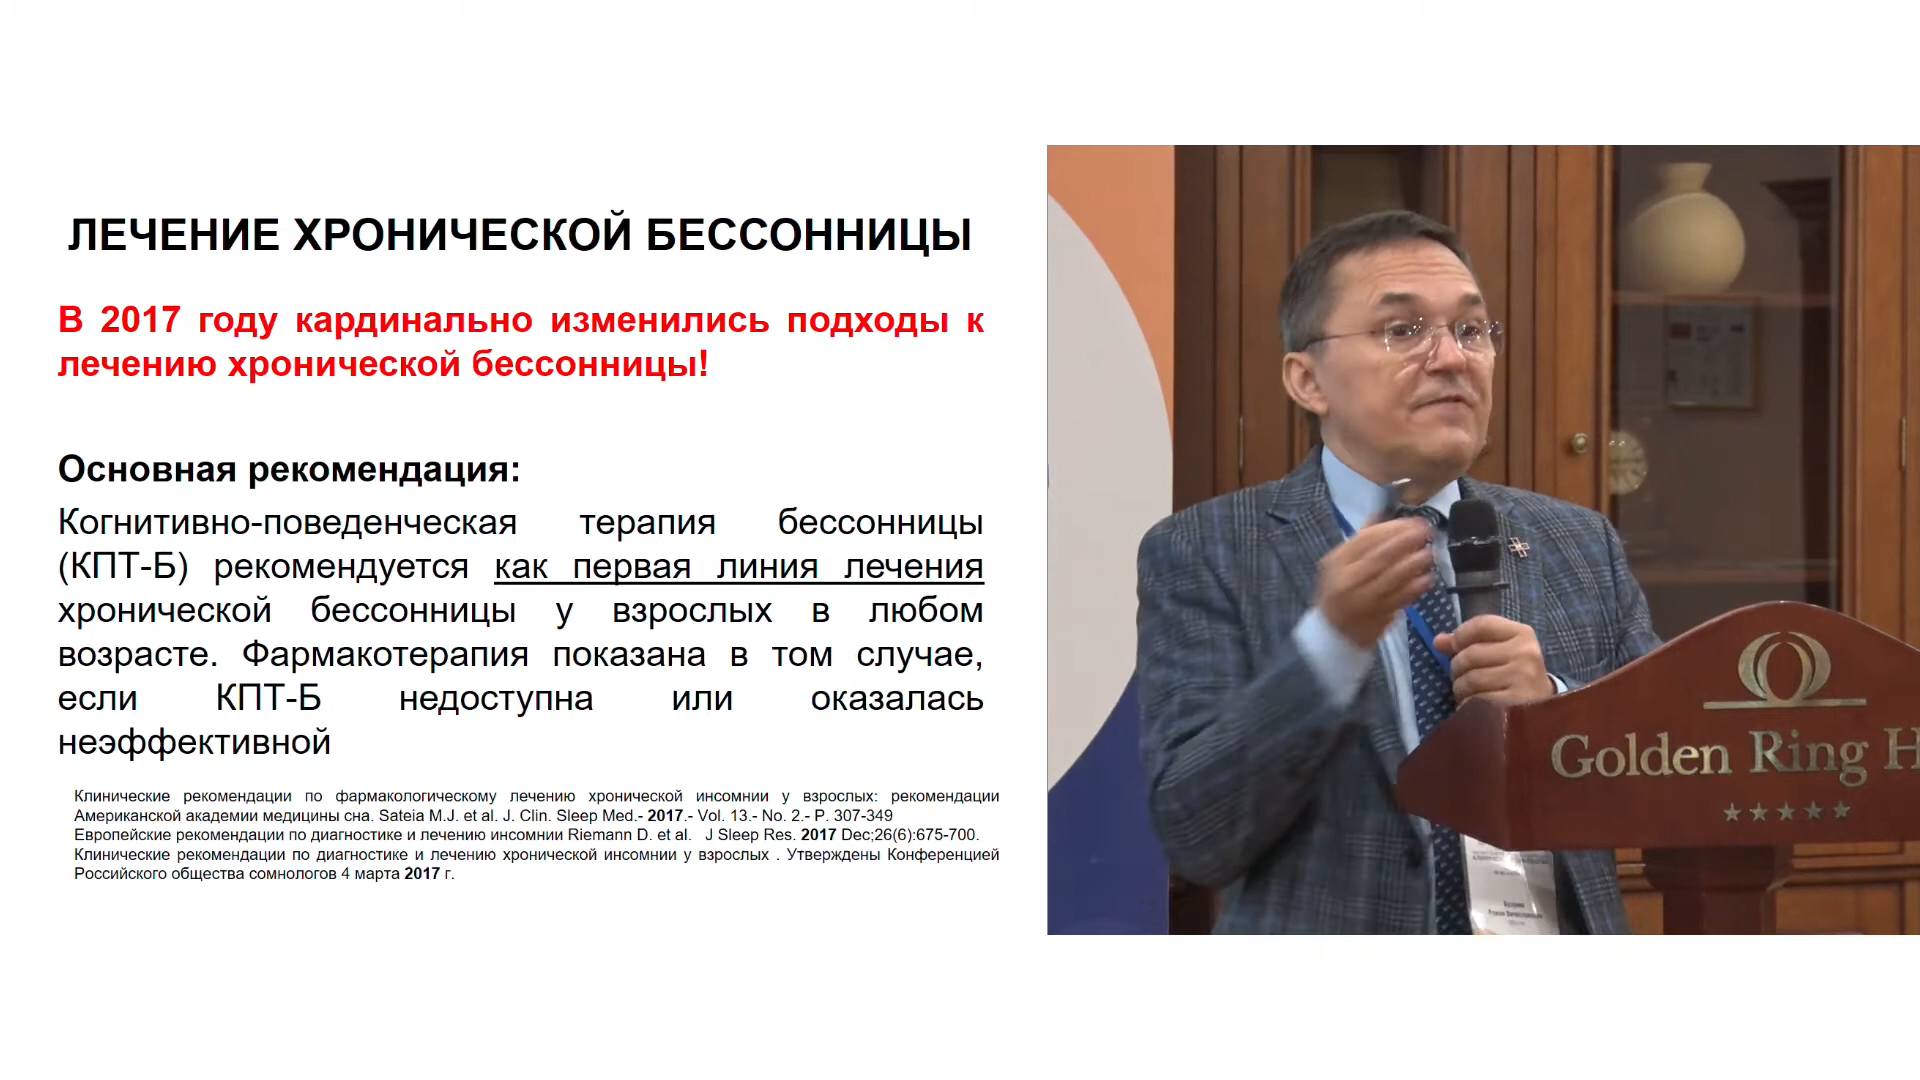 ЛЕЧЕНИЕ ХРОНИЧЕСКОЙ БЕССОННИЦЫ
В 2017 году кардинально изменились подходы к
лечению хронической бессонницы!
Основная рекомендация:
Когнитивно-поведенческая терапия бессонницы
(КПТ-Б) рекомендуется как первая линия лечения
хронической бессонницы у взрослых в любом
возрасте. Фармакотерапия показана в том случае,
если КПТ-Б недоступна или оказалась
неэффективной
Клинические рекомендации по фармакологическому лечению хронической инсомнии у взрослых: рекомендации
Американской академии медицины сна. Sateia M.J. et al. J. Clin. Sleep Med.- 2017.- Vol. 13.- No. 2.- P. 307-349
Европейские рекомендации по диагностике и лечению инсомнии Riemann D. et al. J Sleep Res. 2017 Dec;26(6):675-700.
Клинические рекомендации по диагностике и лечению хронической инсомнии у взрослых . Утверждены Конференцией
Российского общества сомнологов 4 марта 2017 г.
Golden Ring H